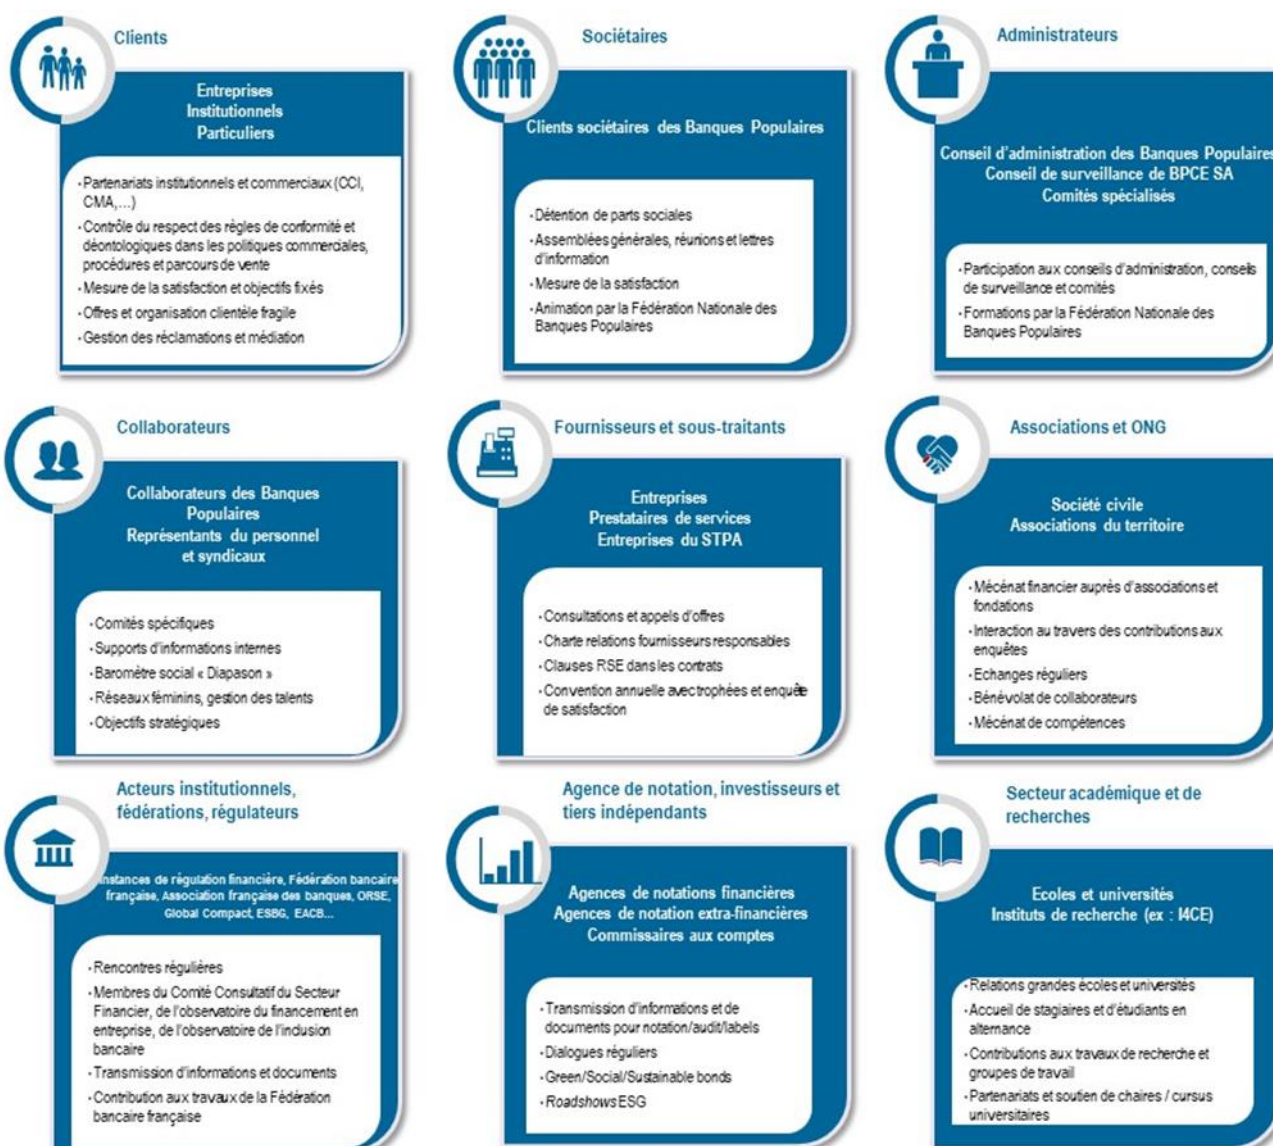 Clients
Entreprises
Institutionnels
Particuliers
·Partenariats institutionnels et commerciaux (CCI,
CMA,…)
·Contrôle du respect des règles de conformité et
déontologiques dans les politiques commerciales,
procédures et parcours de vente
·Mesure de la satisfaction et objectifs fixés
·Offres et organisation clientèle fragile
·Gestion des réclamations et médiation
Sociétaires
Clients sociétaires des Banques Populaires
·Détention de parts sociales
·Assemblées générales, réunions et lettres
d'information
·Mesure de la satisfaction
·Animation par la Fédération Nationale des
Banques Populaires
Administrateurs
Conseil d'administration des Banques Populaires
Conseil de surveillance de BPCE SA
Comités spécialisés
·Participation aux conseils d'administration, conseils
de surveillance et comités
·Formations par la Fédération Nationale des
Banques Populaires
Collaborateurs
Collaborateurs des Banques
Populaires
Représentants du personnel
et syndicaux
·Comités spécifiques
·Supports d'informations internes
·Baromètre social « Diapason »
·Réseaux féminins, gestion des talents
·Objectifs stratégiques
Fournisseurs et sous-traitants
Entreprises
Prestataires de services
Entreprises du STPA
·Consultations et appels d'offres
·Charte relations fournisseurs responsables
·Clauses RSE dans les contrats
·Convention annuelle avec trophées et enquête
de satisfaction
Associations et ONG
Société civile
Associations du territoire
·Mécénat financier auprès d'associations et
fondations
·Interaction au travers des contributions aux
enquêtes
·Echanges réguliers
·Bénévolat de collaborateurs
·Mécénat de compétences
Acteurs institutionnels,
fédérations, régulateurs
Instances de régulation financière, Fédération bancaire
française, Association française des banques, ORSE,
Global Compact, ESBG, EACB...
·Rencontres régulières
·Membres du Comité Consultatif du Secteur
Financier, de l'observatoire du financement en
entreprise, de l'observatoire de l'inclusion
bancaire
·Transmission d'informations et documents
·Contribution aux travaux de la Fédération
bancaire française
Agence de notation, investisseurs et
tiers indépendants
Agences de notations financières
Agences de notation extra-financières
Commissaires aux comptes
·Transmission d'informations et de
documents pour notation/audit/labels
·Dialogues réguliers
·Green/Social/Sustainable bonds
·Roadshows ESG
Secteur académique et de
recherches
Ecoles et universités
Instituts de recherche (ex : I4CE)
·Relations grandes écoles et universités
·Accueil de stagiaires et d'étudiants en
alternance
·Contributions aux travaux de recherche et
groupes de travail
·Partenariats et soutien de chaires / cursus
universitaires